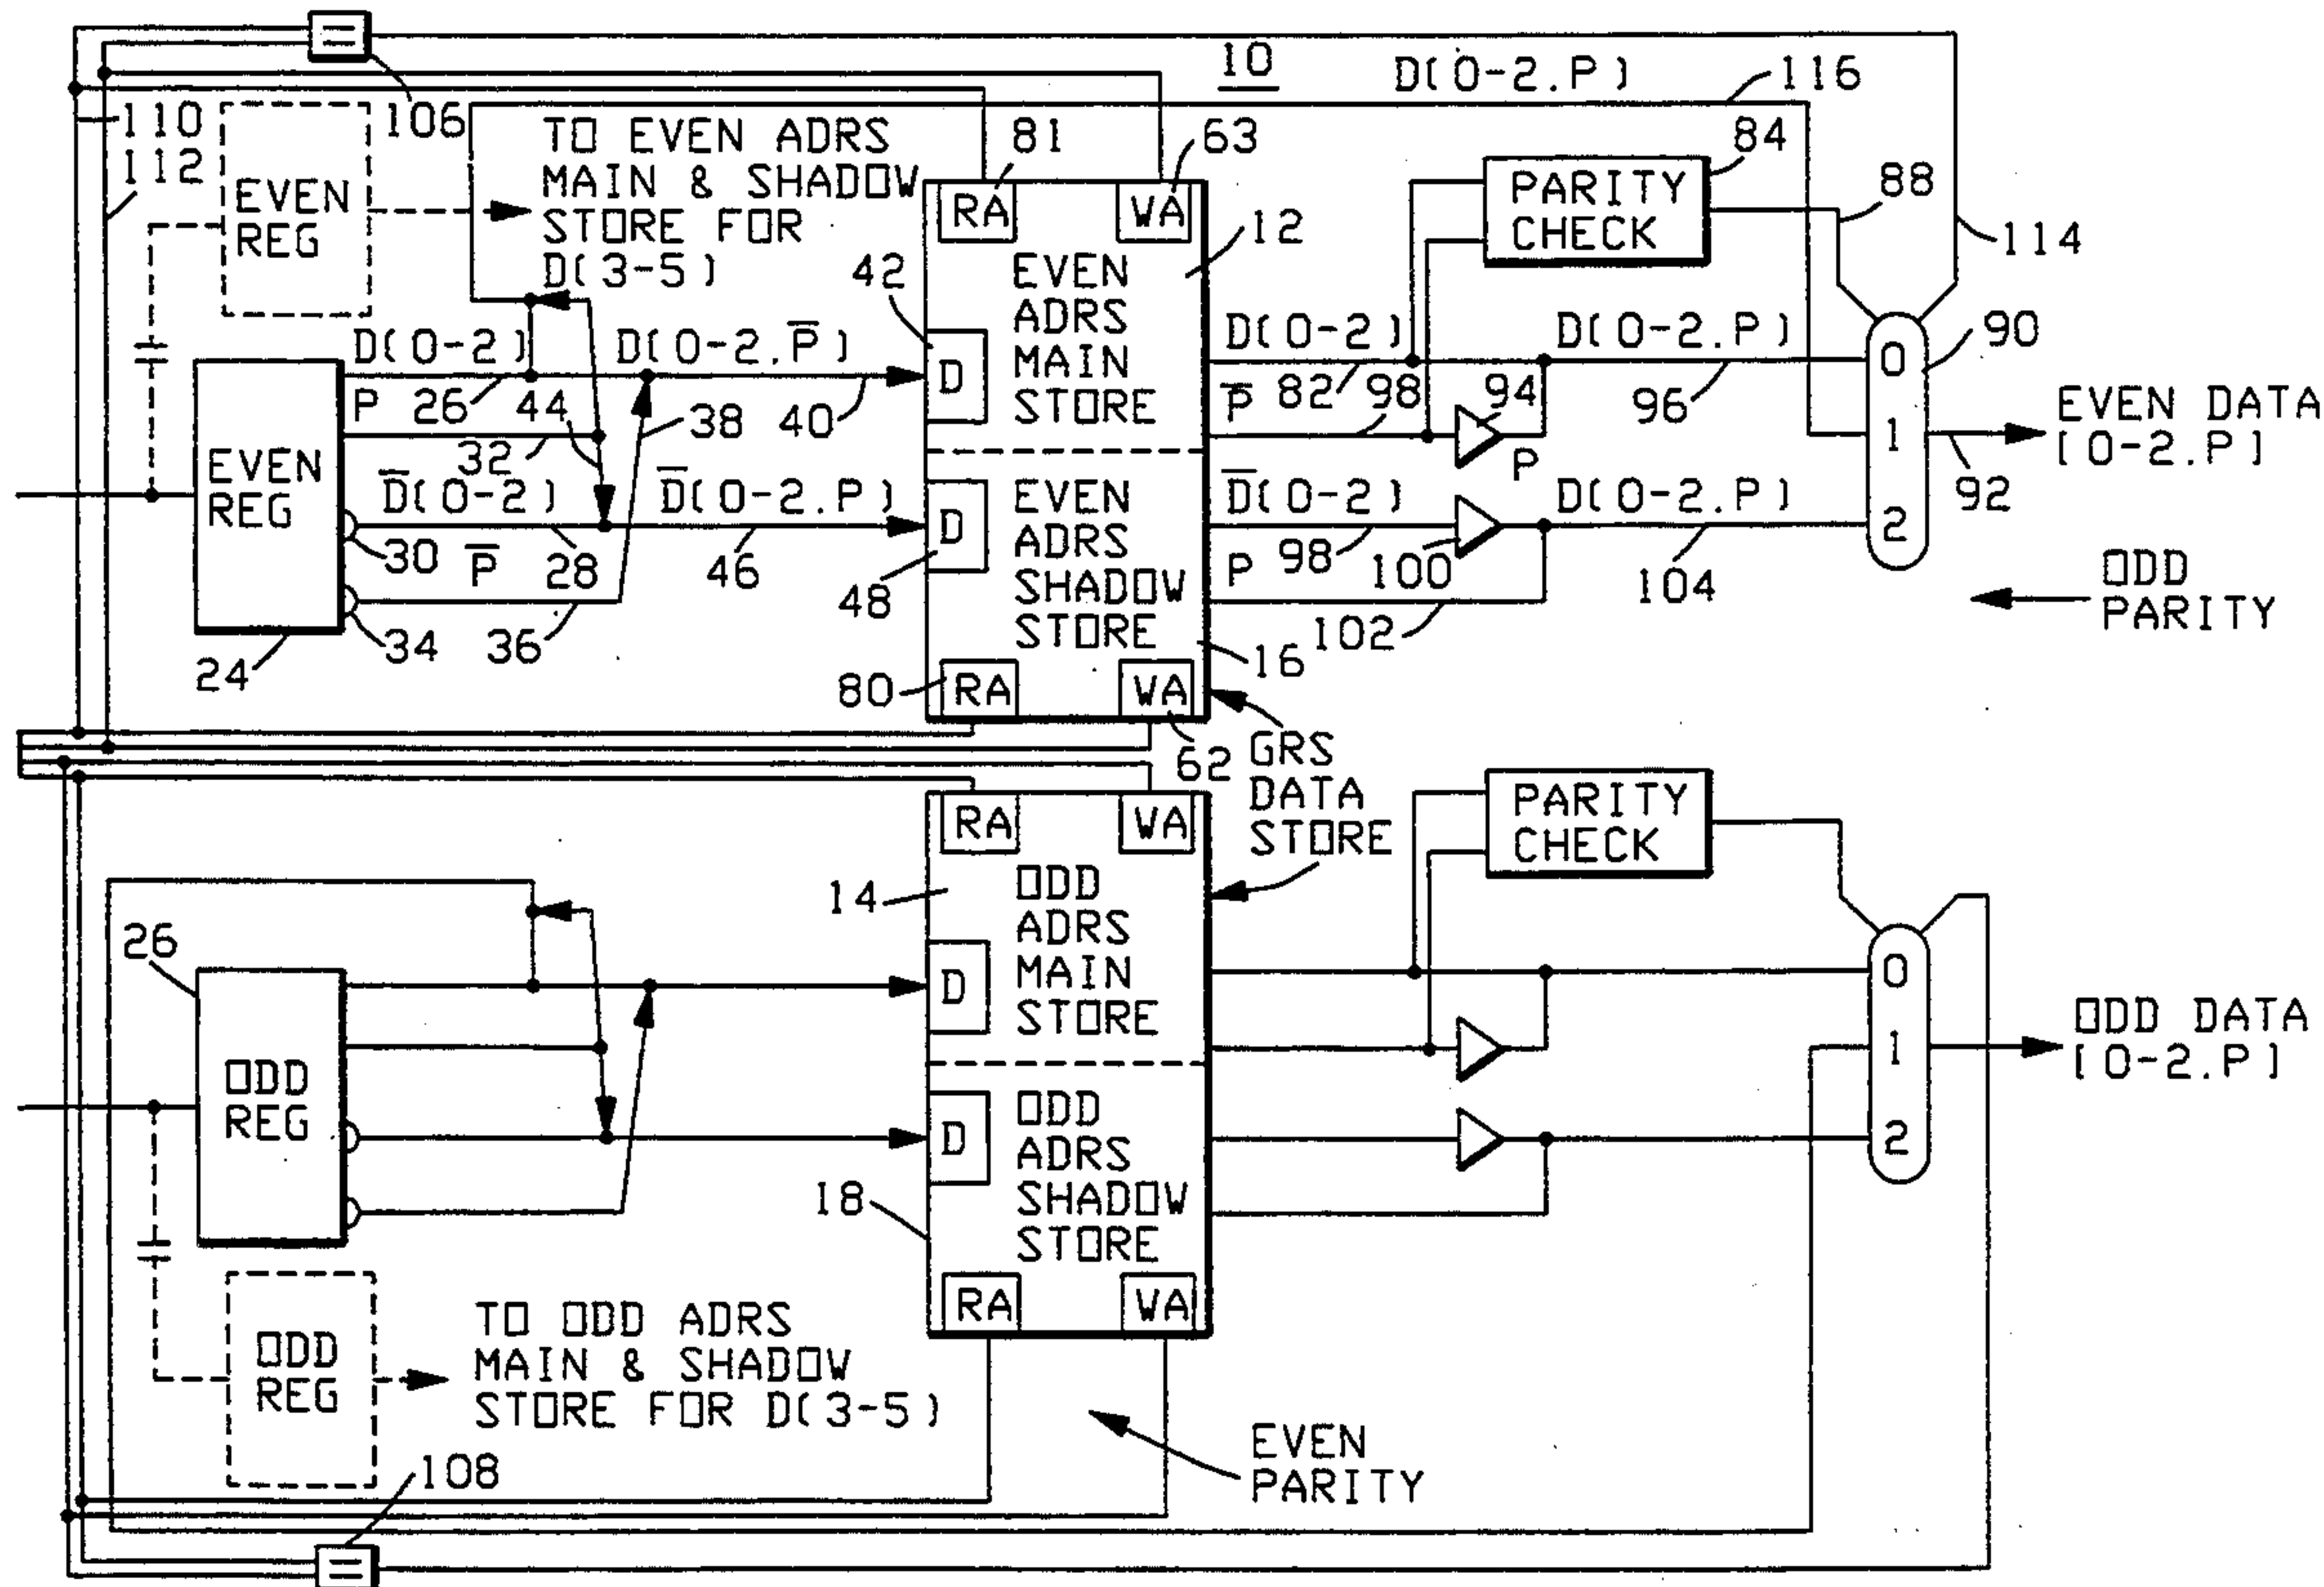 =
10
D(0-2.P)
116
110
106
112
EVEN
REG
TO EVEN ADRS
MAIN & SHADOW
STORE FOR
D(3-5)
81
63
RA
WA
84
PARITY
CHECK
88
114
12
42
EVEN
ADRS
MAIN
STORE
D
D(0-2)
P
26
44
D(0-2.P̅)
38
40
D(0-2)
P̅
82
98
94
P
D(0-2.P)
96
0
1
2
90
EVEN DATA
[0-2.P]
92
EVEN
REG
32
D̅(0-2)
D̅(0-2.P)
30
P̅
28
46
34
36
24
48
D
EVEN
ADRS
SHADOW
STORE
D̅(0-2)
P
98
100
D(0-2.P)
104
102
ODD
PARITY
16
80
RA
WA
62
GRS
DATA
STORE
RA
WA
PARITY
CHECK
14
ODD
ADRS
MAIN
STORE
D
26
ODD
REG
0
1
2
ODD DATA
[0-2.P]
D
ODD
ADRS
SHADOW
STORE
18
RA
WA
ODD
REG
TO ODD ADRS
MAIN & SHADOW
STORE FOR D(3-5)
EVEN
PARITY
108
=